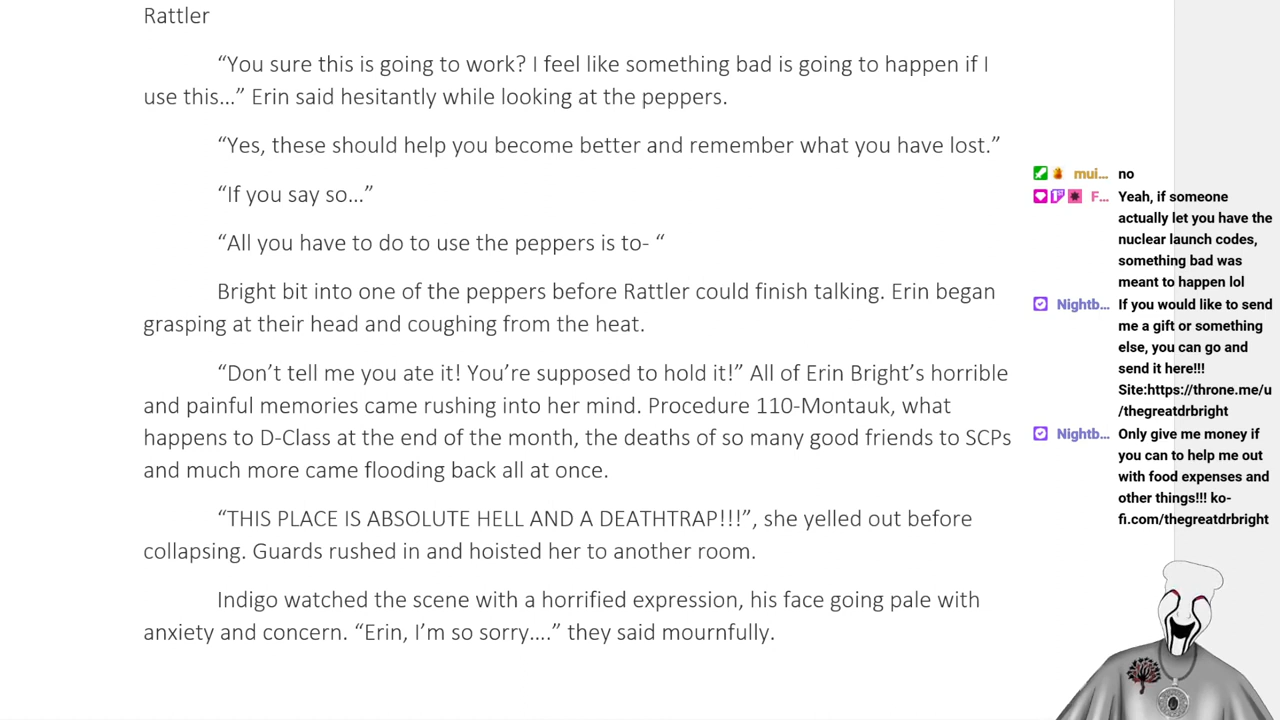 Rattler
“You sure this is going to work? I feel like something bad is going to happen if I
use this…” Erin said hesitantly while looking at the peppers.
“Yes, these should help you become better and remember what you have lost.”
“If you say so…”
“All you have to do to use the peppers is to- “
Bright bit into one of the peppers before Rattler could finish talking. Erin began
grasping at their head and coughing from the heat.
“Don’t tell me you ate it! You’re supposed to hold it!” All of Erin Bright’s horrible
and painful memories came rushing into her mind. Procedure 110-Montauk, what
happens to D-Class at the end of the month, the deaths of so many good friends to SCPs
and much more came flooding back all at once.
“THIS PLACE IS ABSOLUTE HELL AND A DEATHTRAP!!!”, she yelled out before
collapsing. Guards rushed in and hoisted her to another room.
Indigo watched the scene with a horrified expression, his face going pale with
anxiety and concern. “Erin, I’m so sorry….” they said mournfully.
mui... no
F... Yeah, if someone
actually let you have the
nuclear launch codes,
something bad was
meant to happen lol
Nightb... If you would like to send
me a gift or something
else, you can go and
send it here!!!
Site:https://throne.me/u
/thegreatdrbright
Nightb... Only give me money if
you can to help me out
with food expenses and
other things!!! ko-
fi.com/thegreatdrbright